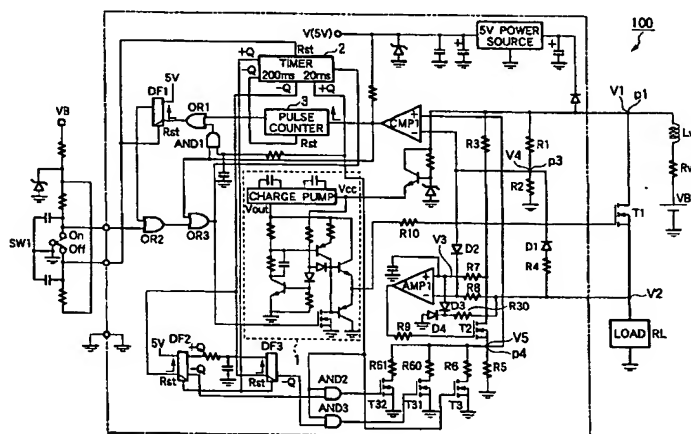 100
V(5V)
5V POWER
SOURCE
+
+
+Q
Rst
2
TIMER
200ms 20ms
-Q
-Q
+Q
3
PULSE
COUNTER
Rst
5V
DF1
OR1
Rst
AND1
CMP1
+
-
V1
p1
R3
R1
V4
p3
R2
Lv
Rv
VB
VB
SW1
On
Off
OR2
OR3
CHARGE PUMP
Vcc
Vout
R10
T1
D2
D1
R4
V3
R7
R8
AMP1
+
-
D3
R30
D4
T2
R9
V2
LOAD
RL
V5
p4
R5
1
5V
DF2
+Q
-Q
Rst
DF3
Rst
-Q
AND2
AND3
R61
R60
R6
T32
T31
T3